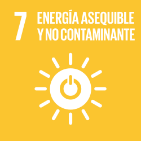 7 ENERGÍA ASEQUIBLE
Y NO CONTAMINANTE